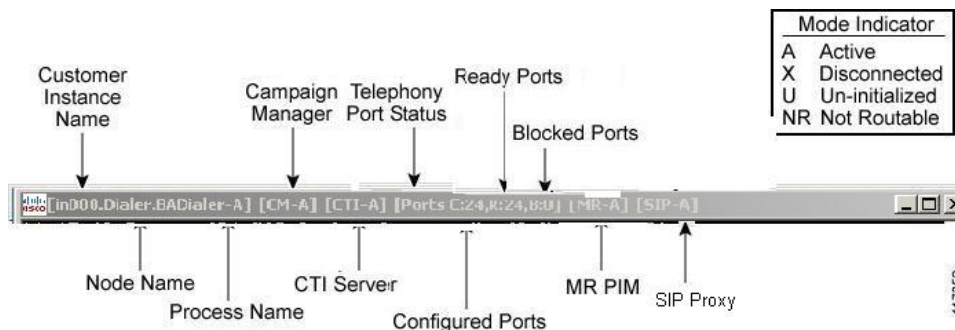 Mode Indicator
A Active
X Disconnected
U Un-initialized
NR Not Routable
Customer
Instance
Name
Campaign
Manager
Telephony
Port Status
Ready Ports
Blocked Ports
[in000.Dialer.BADialer-A] [CM-A] [CTI-A] [Ports C:24,R:24,B:0] [MR-A] [SIP-A]
Node Name
Process Name
CTI Server
Configured Ports
MR PIM
SIP Proxy